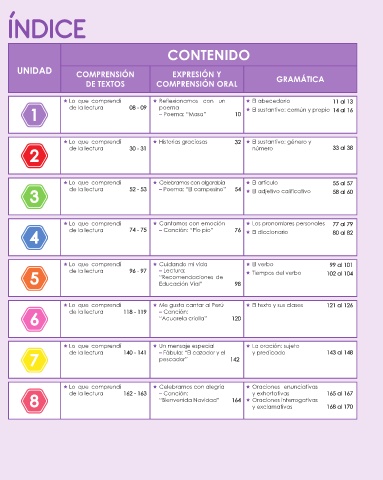 ÍNDICE
UNIDAD
CONTENIDO
COMPRENSIÓN
DE TEXTOS
EXPRESIÓN Y
COMPRENSIÓN ORAL
GRAMÁTICA
1
Lo que comprendí
de la lectura 08 - 09
Reflexionamos con un
poema
– Poema: "Masa" 10
El abecedario 11 al 13
El sustantivo: común y propio 14 al 16
2
Lo que comprendí
de la lectura 30 - 31
Historias graciosas 32
El sustantivo: género y
número 33 al 38
3
Lo que comprendí
de la lectura 52 - 53
Celebramos con algarabía
– Poema: "El campesino" 54
El artículo 55 al 57
El adjetivo calificativo 58 al 60
4
Lo que comprendí
de la lectura 74 - 75
Cantamos con emoción
– Canción: "Pío pío" 76
Los pronombres personales 77 al 79
El diccionario 80 al 82
5
Lo que comprendí
de la lectura 96 - 97
Cuidando mi vida
– Lectura:
"Recomendaciones de
Educación Vial" 98
El verbo 99 al 101
Tiempos del verbo 102 al 104
6
Lo que comprendí
de la lectura 118 - 119
Me gusta cantar al Perú
– Canción:
"Acuarela criolla" 120
El texto y sus clases 121 al 126
7
Lo que comprendí
de la lectura 140 - 141
Un mensaje especial
– Fábula: "El cazador y el
pescador" 142
La oración: sujeto
y predicado 143 al 148
8
Lo que comprendí
de la lectura 162 - 163
Celebramos con alegría
– Canción:
"Bienvenida Navidad" 164
Oraciones enunciativas
y exhortativas 165 al 167
Oraciones interrogativas
y exclamativas 168 al 170